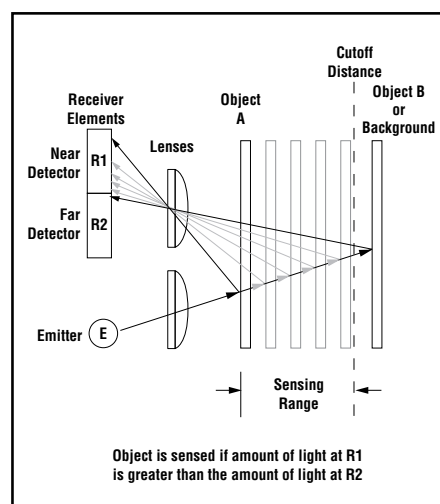 Cutoff
Distance
Receiver
Elements
Object
A
Object B
or
Background
Lenses
Near
Detector
R1
Far
Detector
R2
Emitter
E
Sensing
Range
Object is sensed if amount of light at R1
is greater than the amount of light at R2